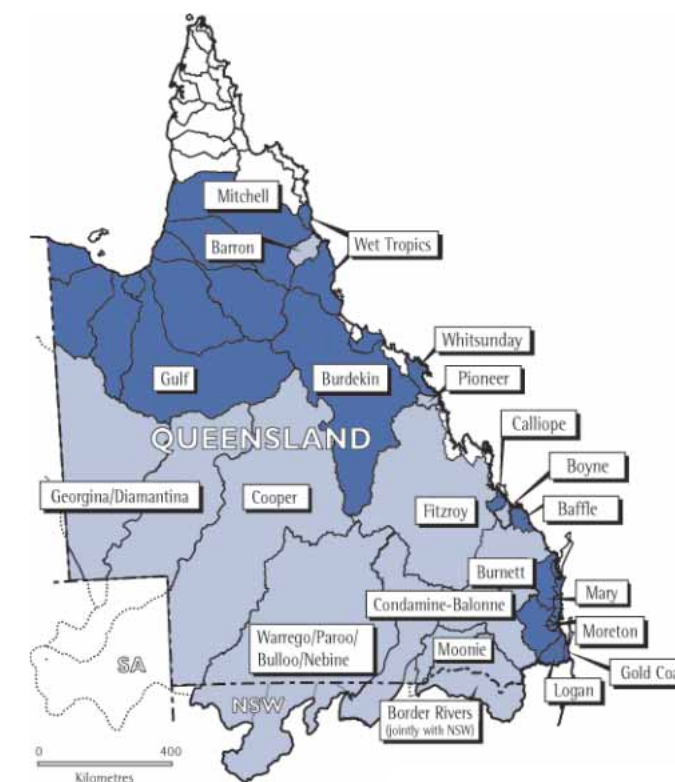 Mitchell
Barron
Wet Tropics
Whitsunday
Gulf
Burdekin
Pioneer
Calliope
QUEENSLAND
Boyne
Georgina/Diamantina
Cooper
Fitzroy
Baffle
Burnett
Mary
Condamine-Balonne
Moreton
Warrego/Paroo/
Bulloo/Nebine
Moonie
SA
Gold Coa
Logan
NSW
Border Rivers
(jointly with NSW)
0 400
Kilometres